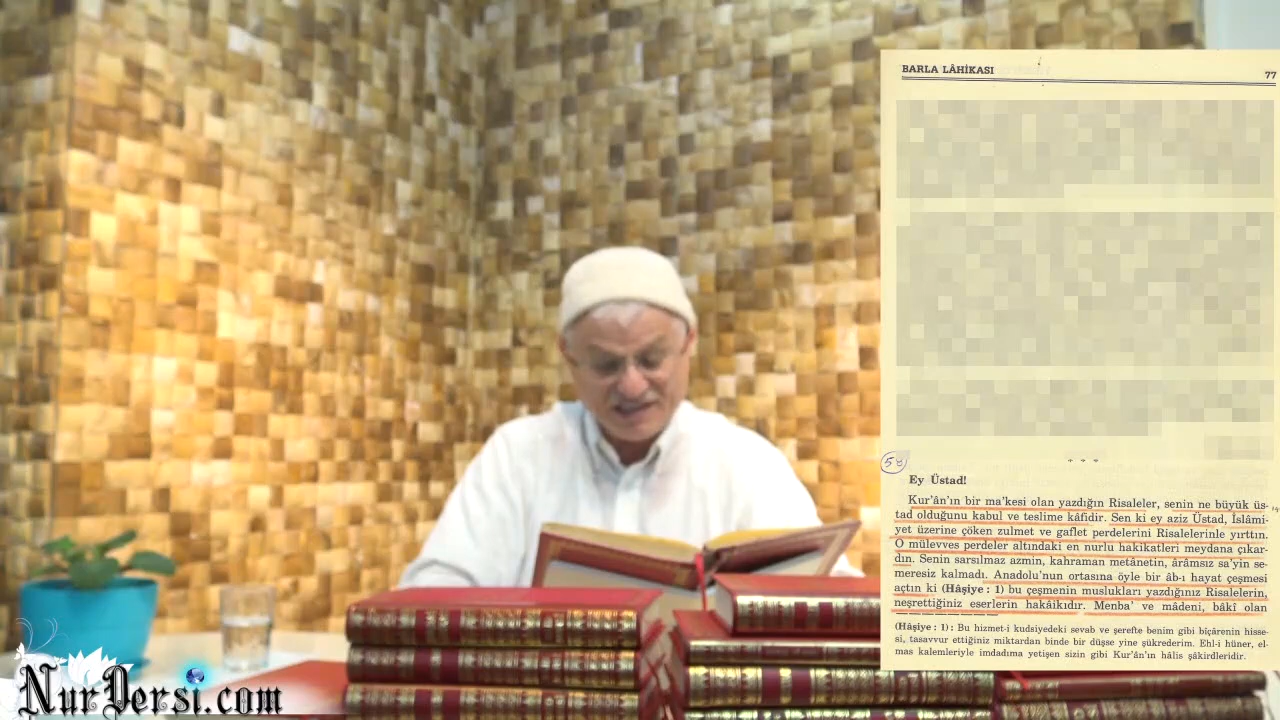 BARLA LÂHİKASI 77
58
* * *
Ey Üstad!
Kur'ân'ın bir ma'kesi olan yazdığın Risaleler, senin ne büyük üs-
tad olduğunu kabul ve teslime kâfidir. Sen ki ey aziz Üstad, İslâmi-
yet üzerine çöken zulmet ve gaflet perdelerini Risalelerinle yırttın.
O mülevves perdeler altındaki en nurlu hakikatleri meydana çıkar-
dın. Senin sarsılmaz azmin, kahraman metânetin, ârâmsız sa'yin se-
meresiz kalmadı. Anadolu'nun ortasına öyle bir âb-ı hayat çeşmesi
açtın ki (Hâşiye : 1) bu çeşmenin muslukları yazdığınız Risalelerin,
neşrettiğiniz eserlerin hakâikıdır. Menba' ve mâdeni, bâkî olan
(Hâşiye : 1) : Bu hizmet-i kudsiyedeki sevab ve şerefte benim gibi bîçârenin hisse-
si, tasavvur ettiğiniz miktardan binde bir düşse yine şükrederim. Ehl-i hüner, el-
mas kalemleriyle imdadıma yetişen sizin gibi Kur'ân'ın hâlis şâkirdleridir.
NurDersi.com